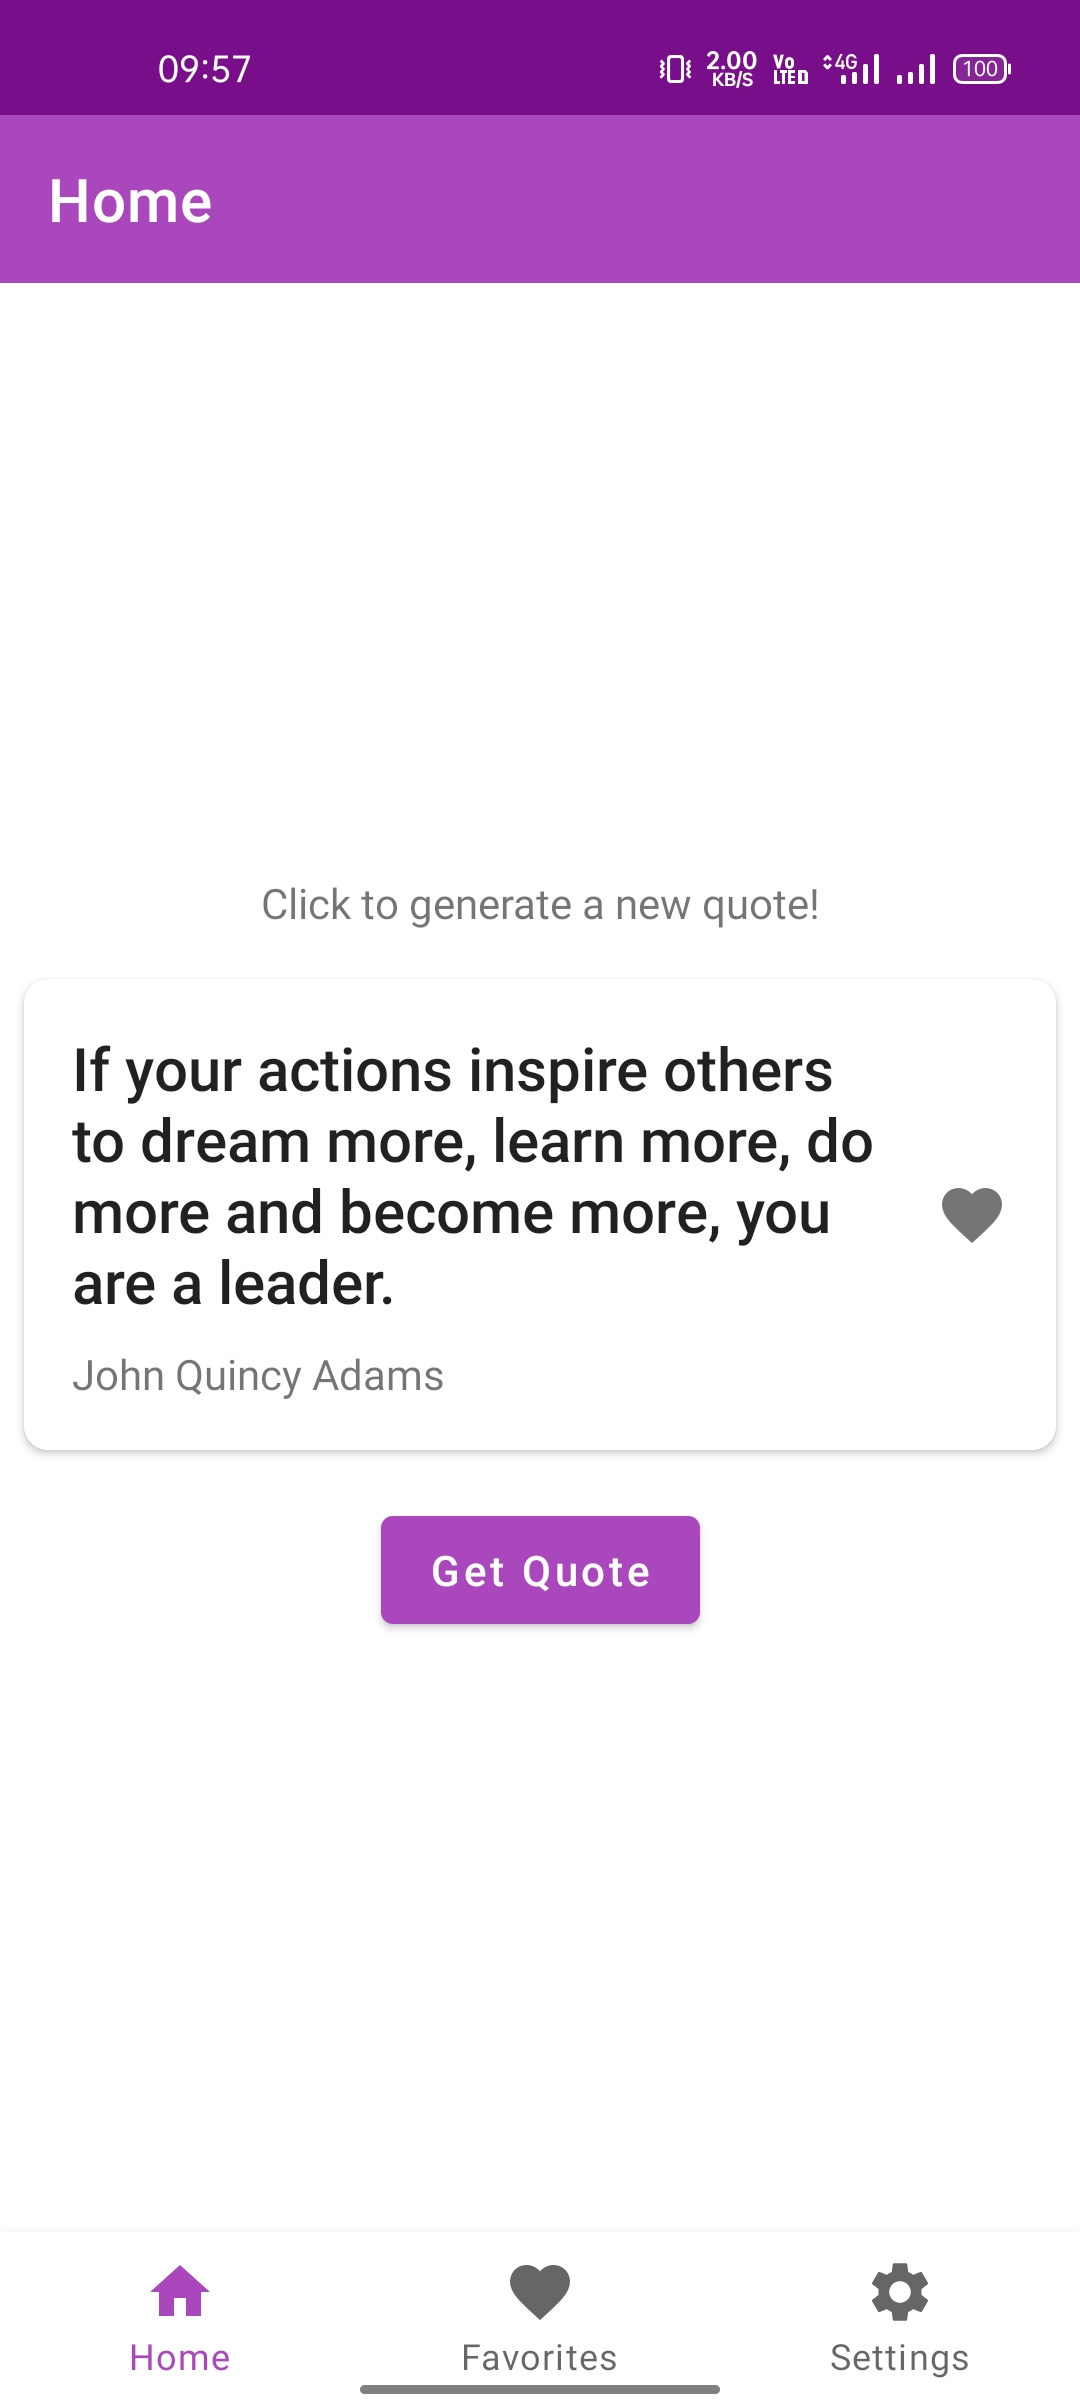 09:57
2.00
KB/S
Vo
LTE
4G
100
Home
Click to generate a new quote!
If your actions inspire others
to dream more, learn more, do
more and become more, you
are a leader.
John Quincy Adams
Get Quote
Home
Favorites
Settings